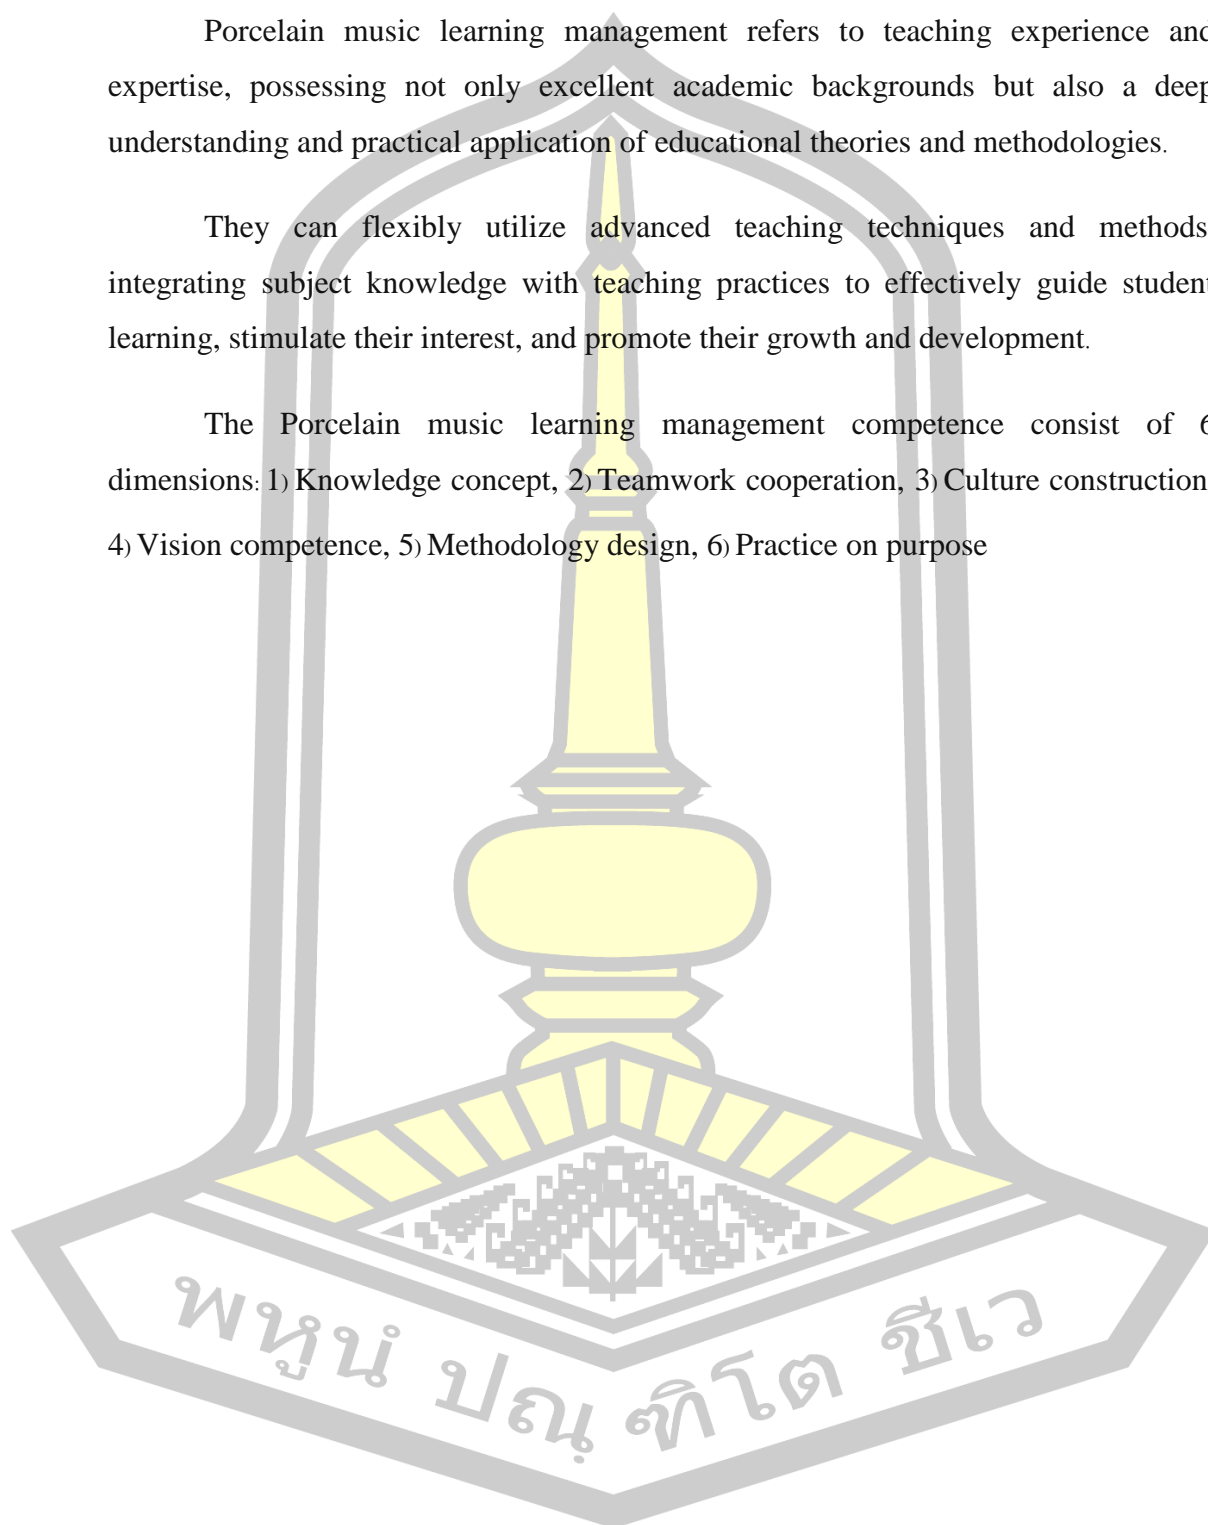 Porcelain music learning management refers to teaching experience and
expertise, possessing not only excellent academic backgrounds but also a deep
understanding and practical application of educational theories and methodologies.
They can flexibly utilize advanced teaching techniques and methods
integrating subject knowledge with teaching practices to effectively guide student
learning, stimulate their interest, and promote their growth and development.
The Porcelain music learning management competence consist of 6
dimensions: 1) Knowledge concept, 2) Teamwork cooperation, 3) Culture construction
4) Vision competence, 5) Methodology design, 6) Practice on purpose
พหูนํ ปณฺฑิโต ชีเว